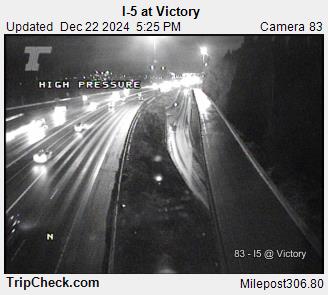 I-5 at Victory
Updated Dec 22 2024 5:25 PM Camera 83
T
HIGH PRESSURE
N
83 - I5 @ Victory
TripCheck.com Milepost306.80